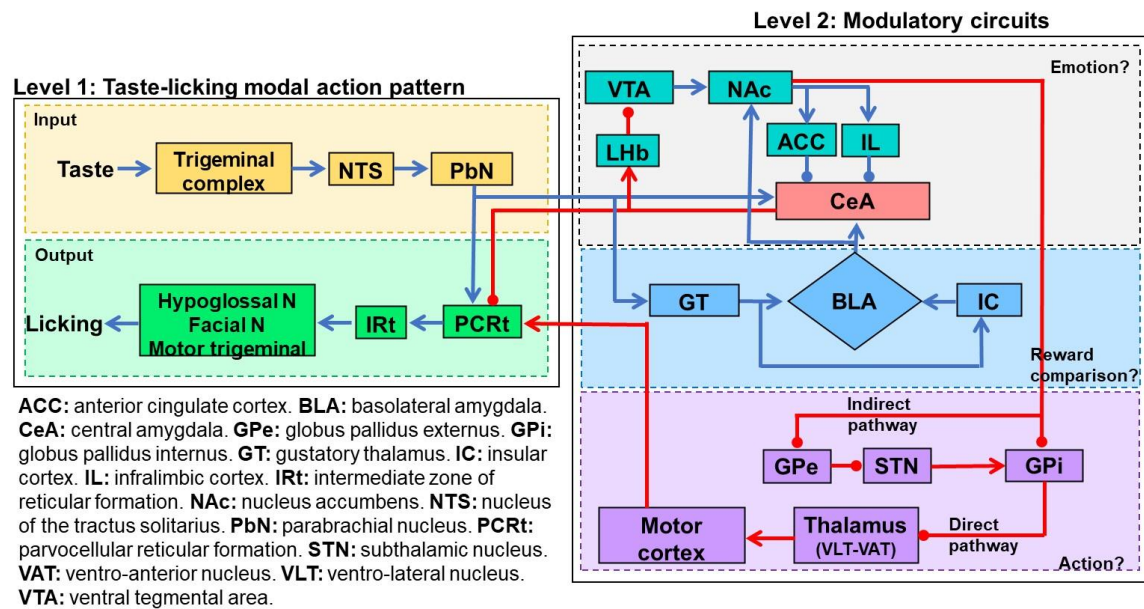 Level 2: Modulatory circuits
Level 1: Taste-licking modal action pattern
Input
Taste
Trigeminal
complex
NTS
PbN
Output
Licking
Hypoglossal N
Facial N
Motor trigeminal
IRt
PCRt
Emotion?
VTA
NAc
LHb
ACC
IL
CeA
GT
BLA
IC
Reward
comparison?
Indirect
pathway
GPe
STN
GPi
Motor
cortex
Thalamus
(VLT-VAT)
Direct
pathway
Action?
ACC: anterior cingulate cortex. BLA: basolateral amygdala.
CeA: central amygdala. GPe: globus pallidus externus. GPi:
globus pallidus internus. GT: gustatory thalamus. IC: insular
cortex. IL: infralimbic cortex. IRt: intermediate zone of
reticular formation. NAc: nucleus accumbens. NTS: nucleus
of the tractus solitarius. PbN: parabrachial nucleus. PCRt:
parvocellular reticular formation. STN: subthalamic nucleus.
VAT: ventro-anterior nucleus. VLT: ventro-lateral nucleus.
VTA: ventral tegmental area.